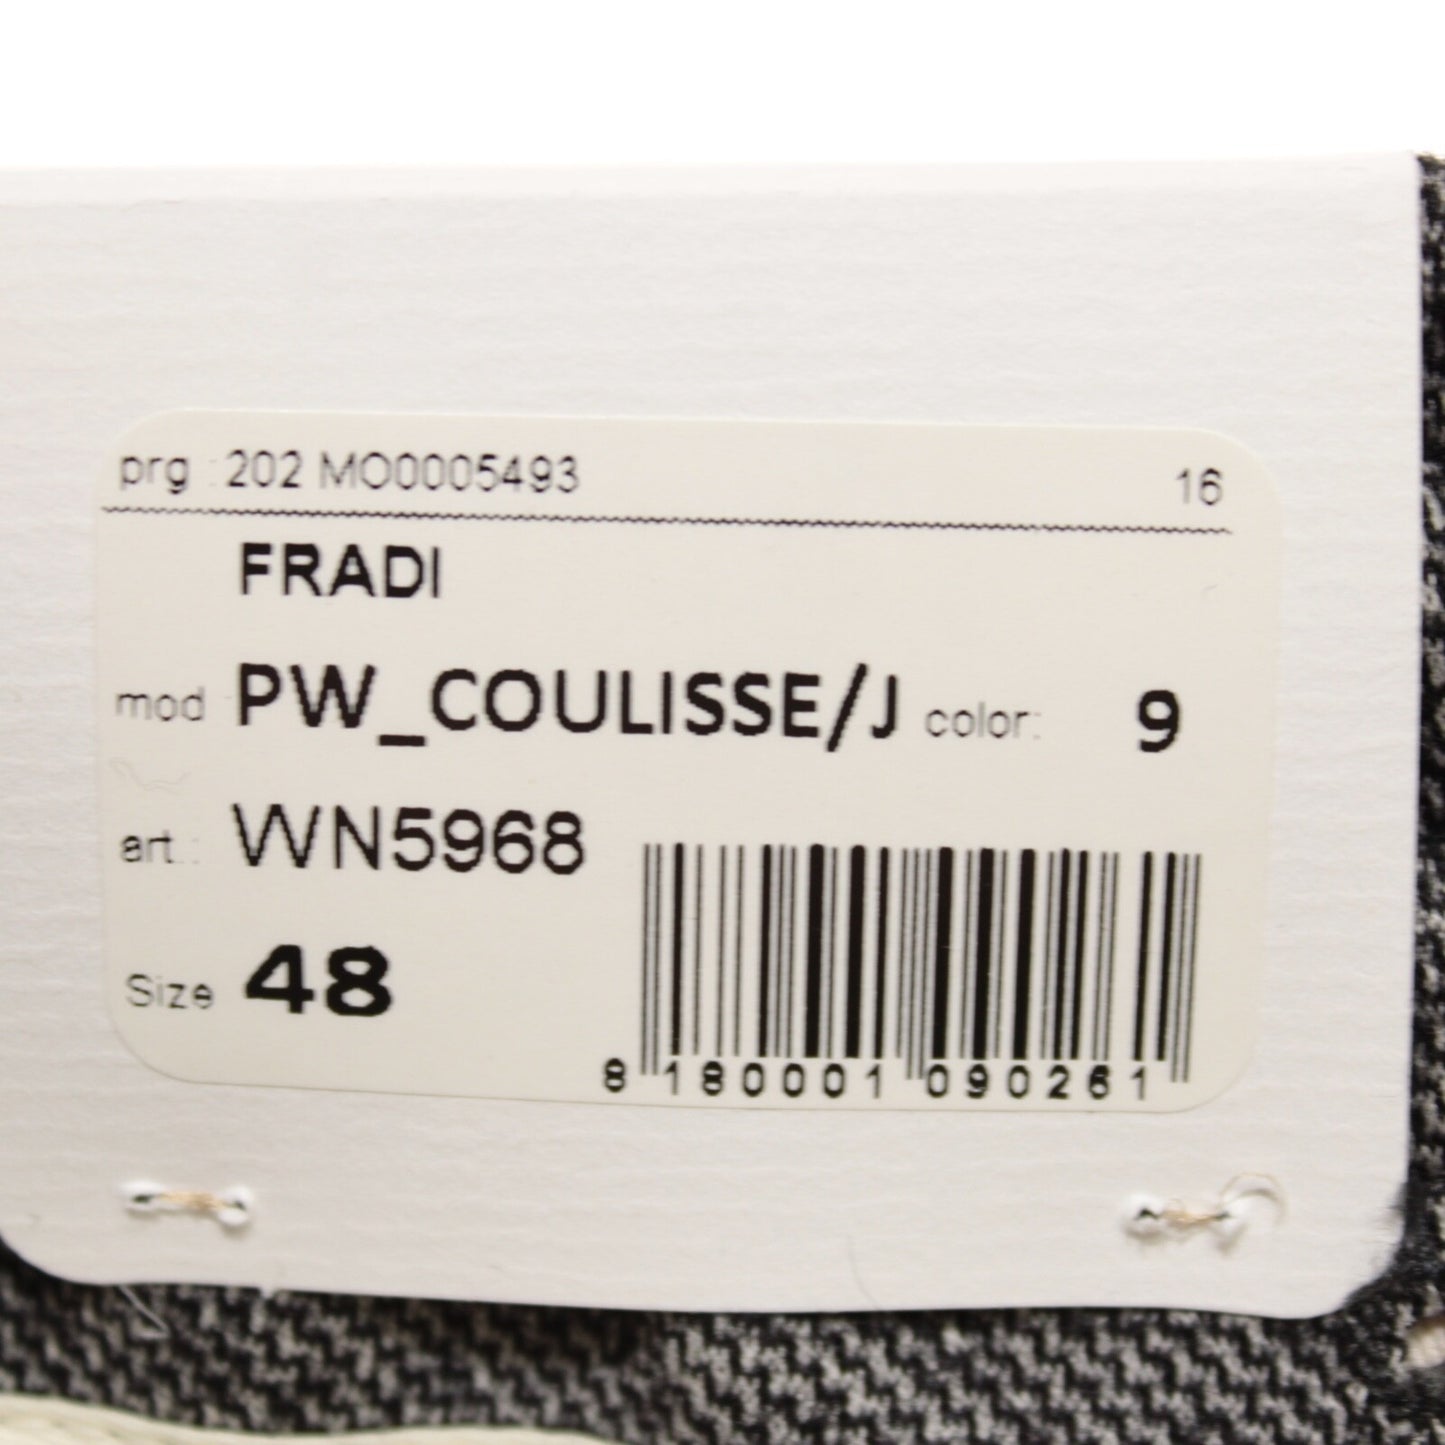 prg : 202 MO0005493 16
FRADI
mod PW_COULISSE/J color: 9
art.: WN5968
Size 48
8 180001 090261